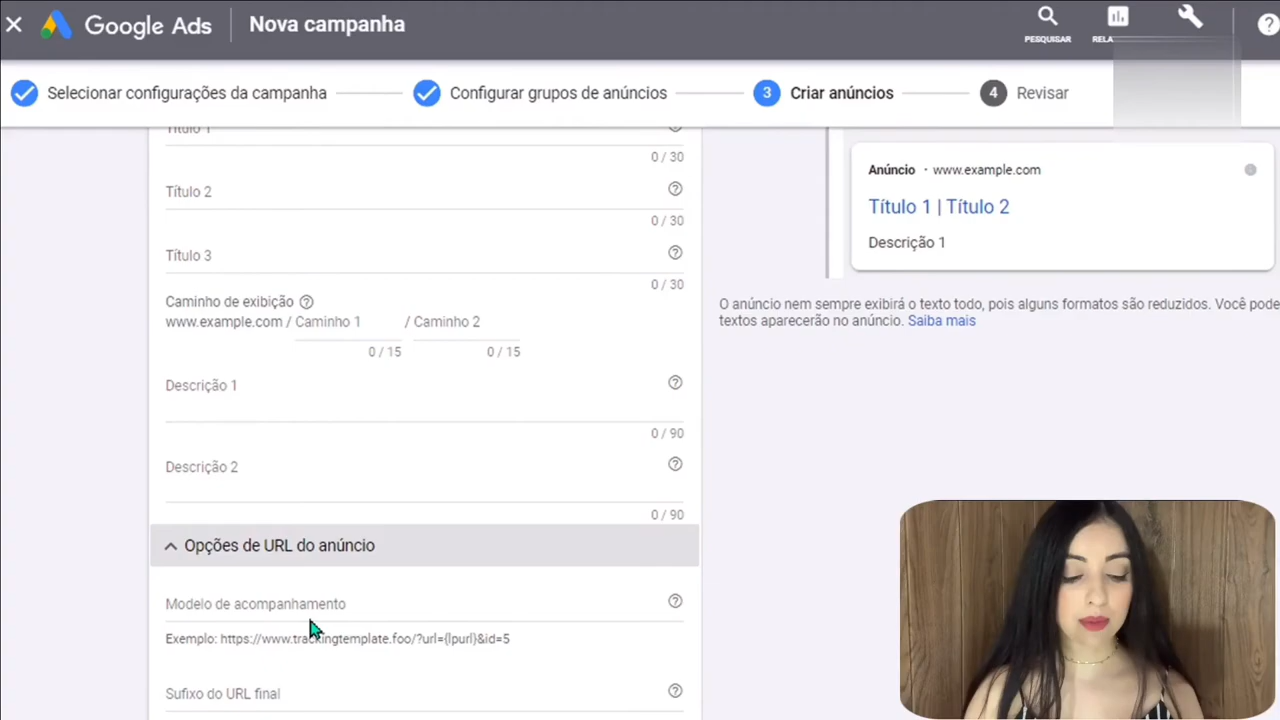 Google Ads
Nova campanha
PESQUISAR
RELA
Selecionar configurações da campanha
Configurar grupos de anúncios
3
Criar anúncios
4
Revisar
Título 1
0 / 30
Título 2
0 / 30
Título 3
0 / 30
Caminho de exibição
www.example.com / Caminho 1 / Caminho 2
0 / 15
0 / 15
Descrição 1
0 / 90
Descrição 2
0 / 90
Opções de URL do anúncio
Modelo de acompanhamento
Exemplo: https://www.trackingtemplate.foo/?url={lpurl}&id=5
Sufixo do URL final
Anúncio · www.example.com
Título 1 | Título 2
Descrição 1
O anúncio nem sempre exibirá o texto todo, pois alguns formatos são reduzidos. Você pode
textos aparecerão no anúncio. Saiba mais